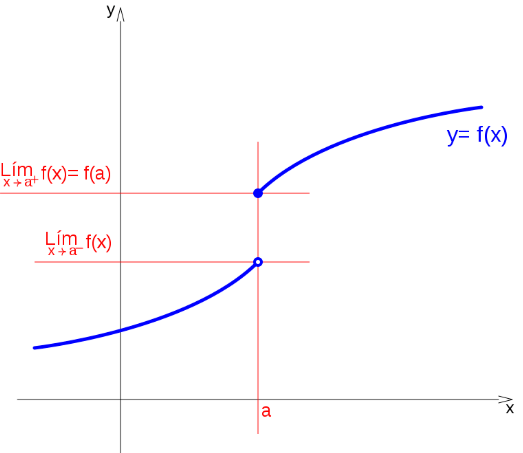 y
y= f(x)
Lím f(x)= f(a)
x→a+
Lím f(x)
x→a−
a
x